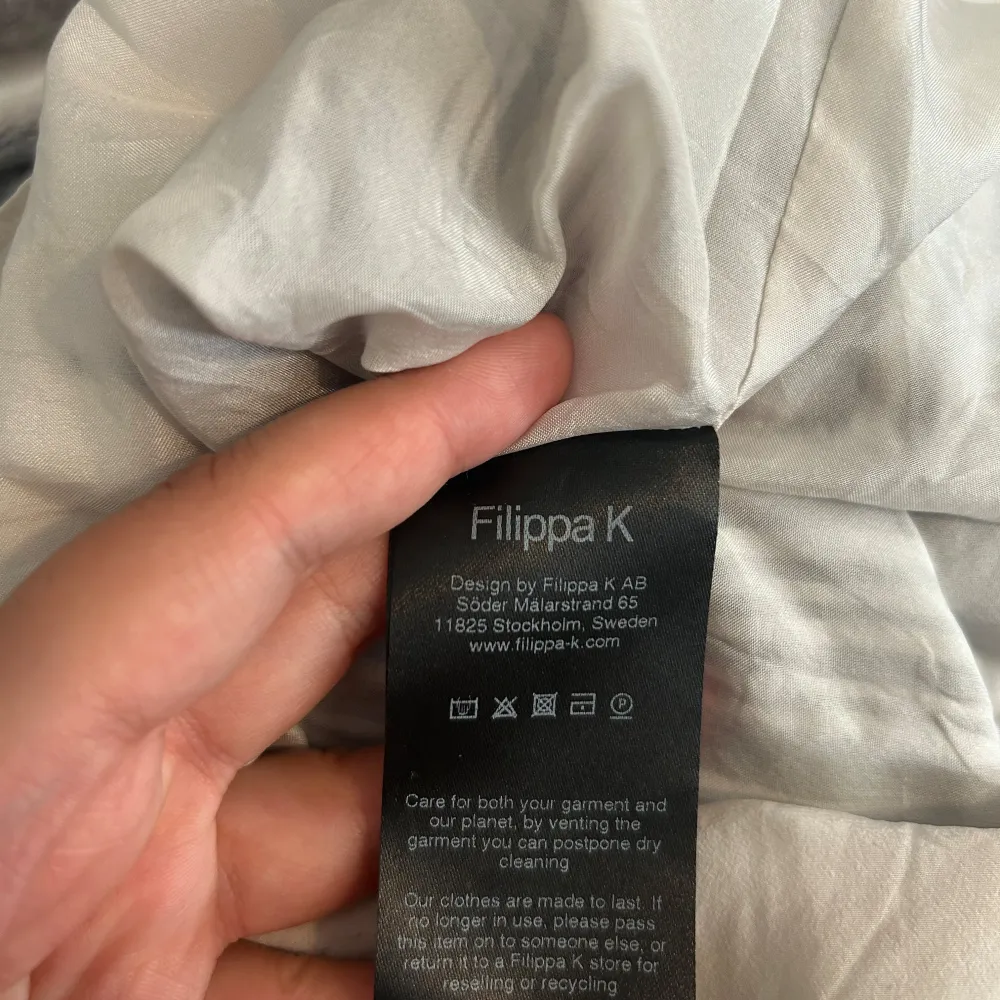 Filippa K
Design by Filippa K AB
Söder Mälarstrand 65
11825 Stockholm, Sweden
www.filippa-k.com
P
Care for both your garment and
our planet, by venting the
garment you can postpone dry
cleaning
Our clothes are made to last. If
no longer in use, please pass
this item on to someone else, or
return it to a Filippa K store for
reselling or recycling